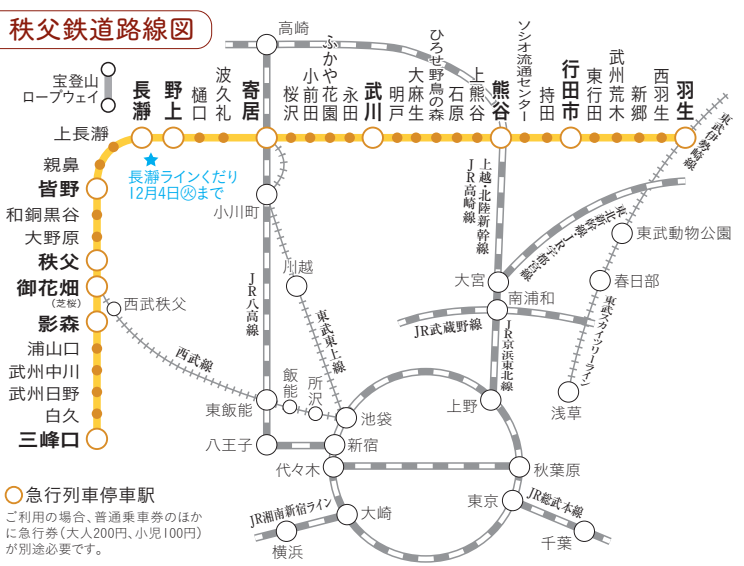 秩父鉄道路線図
高崎
宝登山
ロープウェイ
長瀞
野上
樋口
波久礼
寄居
桜沢
小前田
ふかや花園
永田
武川
明戸
大麻生
ひろせ野鳥の森
石原
上熊谷
熊谷
ソシオ流通センター
持田
行田市
東行田
武州荒木
新郷
西羽生
羽生
上長瀞
親鼻
皆野
和銅黒谷
大野原
秩父
御花畑
(芝桜)
影森
浦山口
武州中川
武州日野
白久
三峰口
★
長瀞ラインくだり
12月4日㊋まで
小川町
川越
西武秩父
西武線
JR八高線
東武東上線
上越・北陸新幹線
JR高崎線
東北新幹線・JR宇都宮線
東武伊勢崎線
東武動物公園
大宮
春日部
南浦和
JR武蔵野線
JR京浜東北線
東武スカイツリーライン
東飯能
飯能
所沢
池袋
上野
浅草
八王子
新宿
代々木
秋葉原
東京
JR総武本線
千葉
JR湘南新宿ライン
大崎
横浜
急行列車停車駅
ご利用の場合、普通乗車券のほか
に急行券(大人200円、小児100円)
が別途必要です。